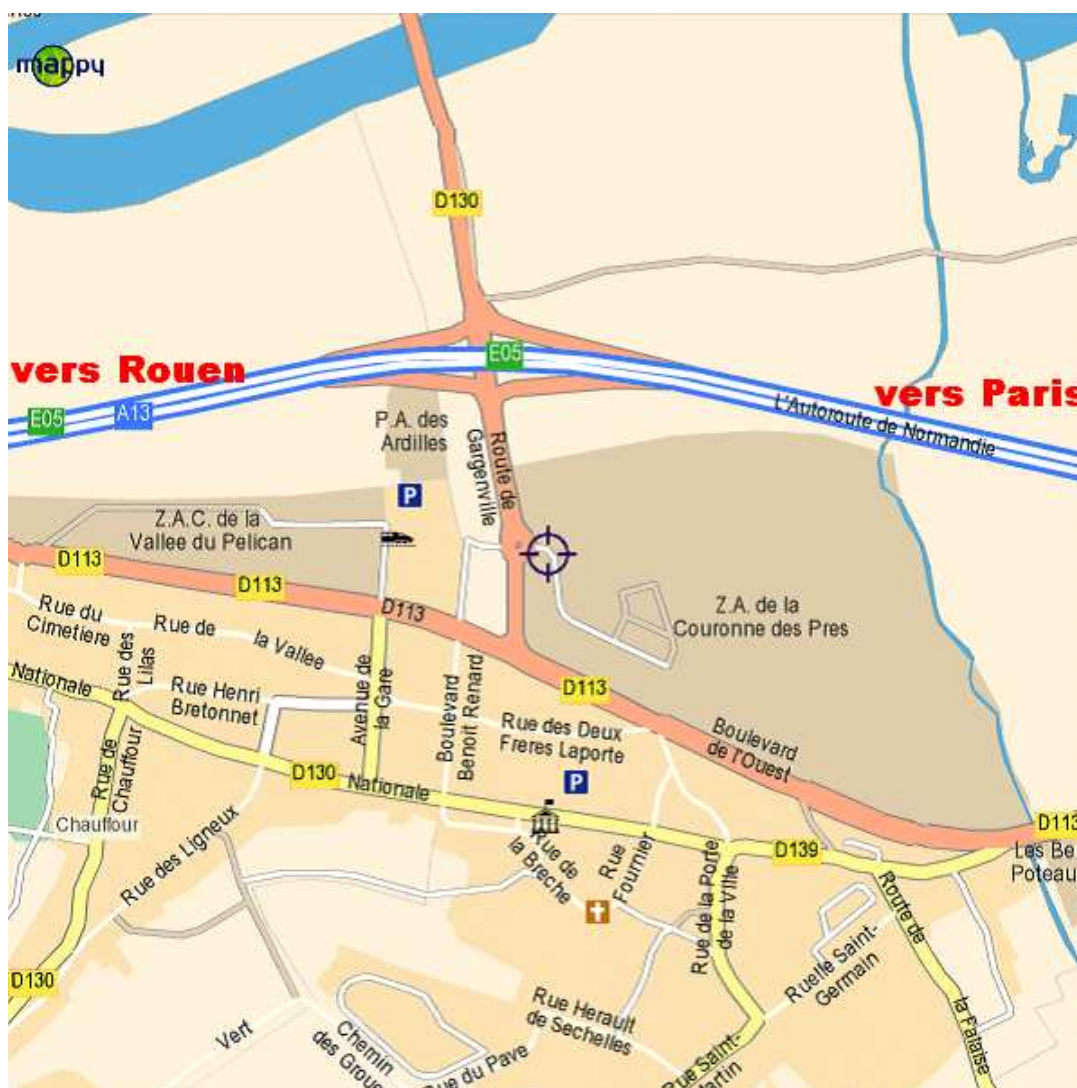 mappy
D130
E05
vers Rouen
vers Paris
E05
A13
L'Autoroute de Normandie
P.A. des
Ardilles
Route de
Gargenville
P
Z.A.C. de la
Vallee du Pelican
D113
D113
D113
Z.A. de la
Couronne des Pres
Rue du
Cimetiere
Rue des
Lilas
Rue de
la Vallee
Nationale
Rue Henri
Bretonnet
Avenue de
la Gare
Boulevard
Benoit Renard
D113
Rue des Deux
Freres Laporte
Boulevard
de l'Ouest
P
D130
Nationale
Rue de
Chauffour
Chauffour
Rue des Ligneux
Rue de
la Breche
Rue
Fournier
D139
D113
Les Be
Poteau
Rue de la Porte
de la Ville
Route de
la Falaise
Ruelle Saint-
Germain
D130
Vert
Chemin
des Grou
Rue Herault
de Sechelles
Rue du Pave
Rue Saint-
Martin